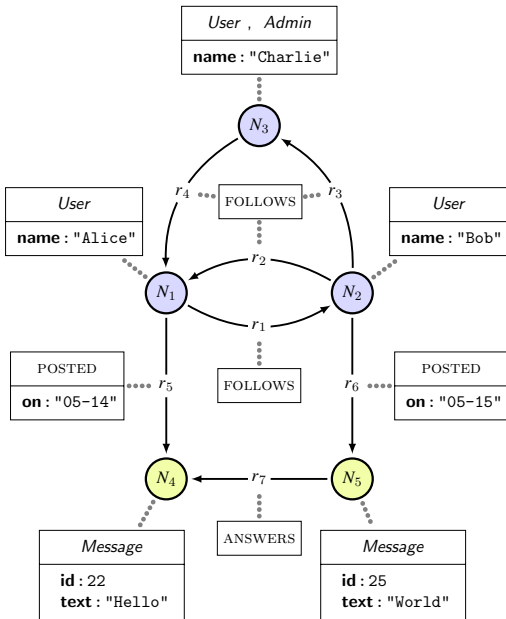 User , Admin
name : "Charlie"
N3
r4
FOLLOWS
r3
User
name : "Alice"
User
name : "Bob"
r2
N1
N2
r1
POSTED
on : "05-14"
r5
FOLLOWS
r6
POSTED
on : "05-15"
N4
r7
N5
Message
id : 22
text : "Hello"
ANSWERS
Message
id : 25
text : "World"